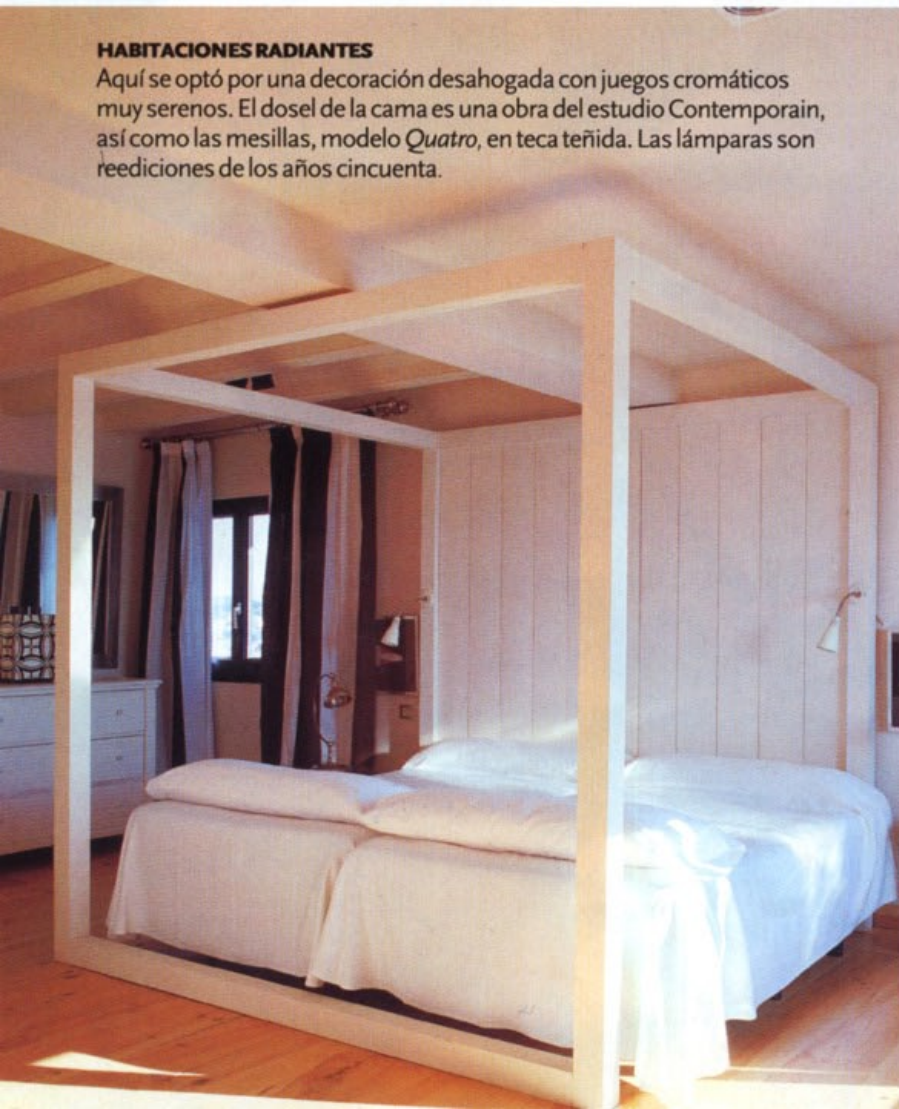 HABITACIONES RADIANTES
Aquí se optó por una decoración desahogada con juegos cromáticos
muy serenos. El dosel de la cama es una obra del estudio Contemporain,
así como las mesillas, modelo Quatro, en teca teñida. Las lámparas son
reediciones de los años cincuenta.